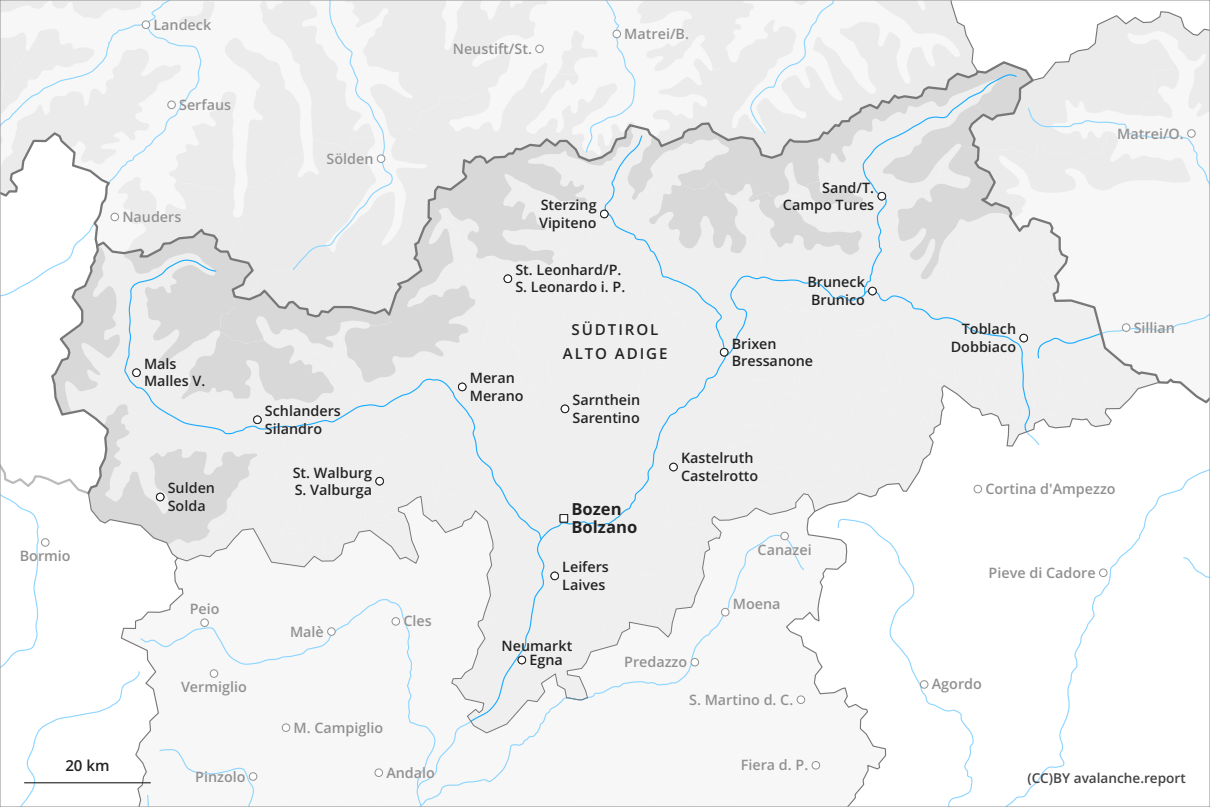 Landeck
Matrei/B.
Neustift/St.
Serfaus
Matrei/O.
Sölden
Sand/T.
Campo Tures
Nauders
Sterzing
Vipiteno
St. Leonhard/P.
S. Leonardo i. P.
Bruneck
Brunico
SÜDTIROL
ALTO ADIGE
Toblach
Dobbiaco
Sillian
Brixen
Bressanone
Mals
Malles V.
Meran
Merano
Schlanders
Silandro
Sarnthein
Sarentino
Kastelruth
Castelrotto
St. Walburg
S. Valburga
Sulden
Solda
Cortina d'Ampezzo
Bozen
Bolzano
Bormio
Canazei
Leifers
Laives
Pieve di Cadore
Peio
Moena
Malè
Cles
Neumarkt
Egna
Predazzo
Vermiglio
Agordo
S. Martino d. C.
M. Campiglio
Fiera d. P.
20 km
Pinzolo
Andalo
(CC)BY avalanche.report